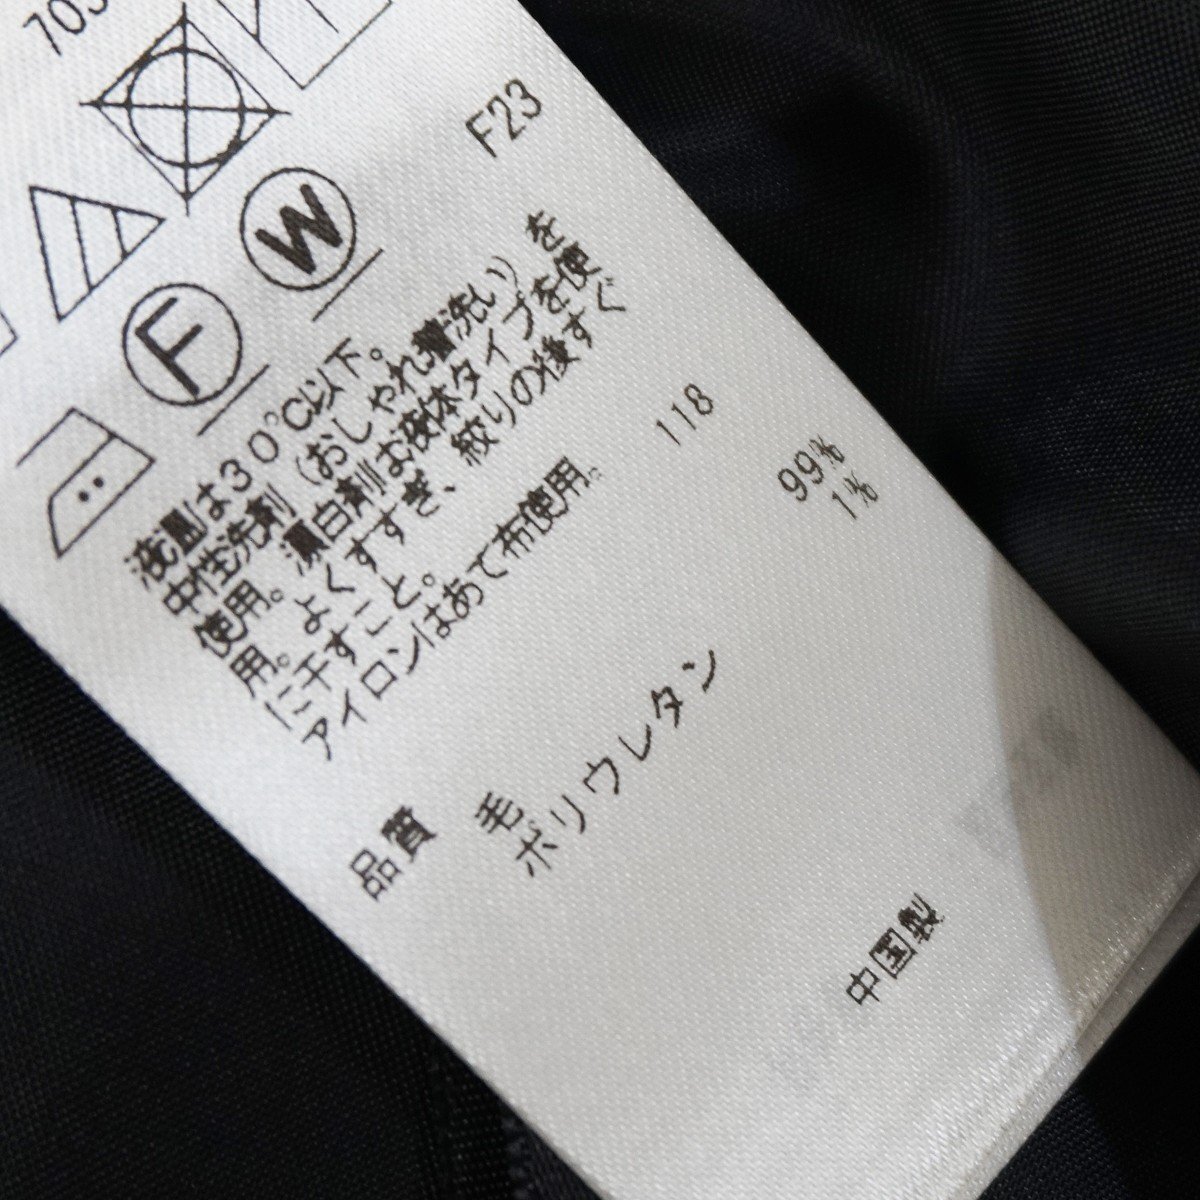 703
F23
W
F
液温は30℃以下。
中性洗剤(おしゃれ着洗い)を
使用。漂白剤は液体タイプを使
用。よくすすぎ、絞りの後すぐ
に干すこと。
アイロンはあて布使用。
118
品質 毛 99%
ポリウレタン 1%
中国製